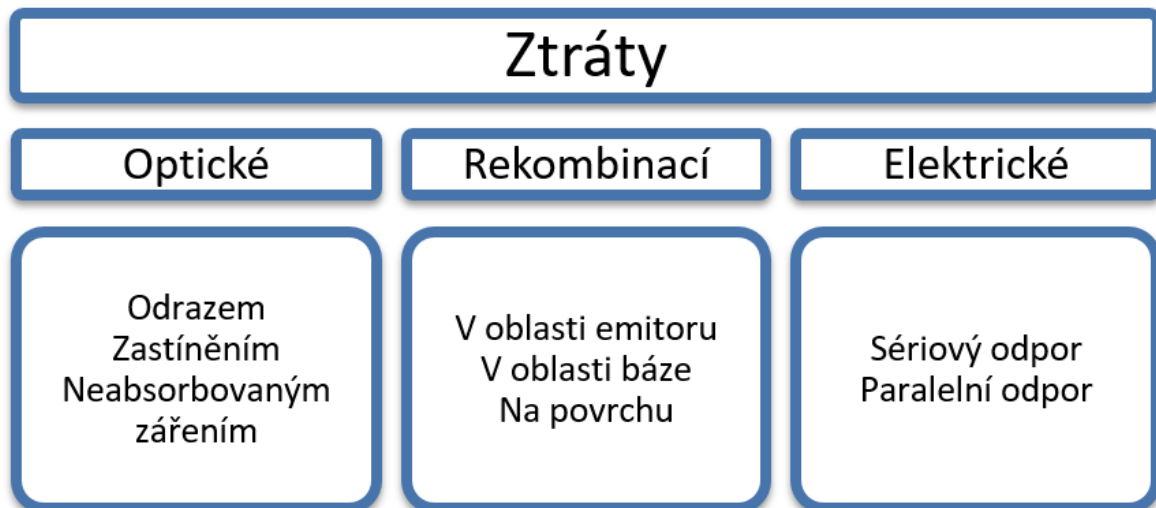 Ztráty
Optické
Rekombinací
Elektrické
Odrazem
Zastíněním
Neabsorbovaným
zářením
V oblasti emitoru
V oblasti báze
Na povrchu
Sériový odpor
Paralelní odpor